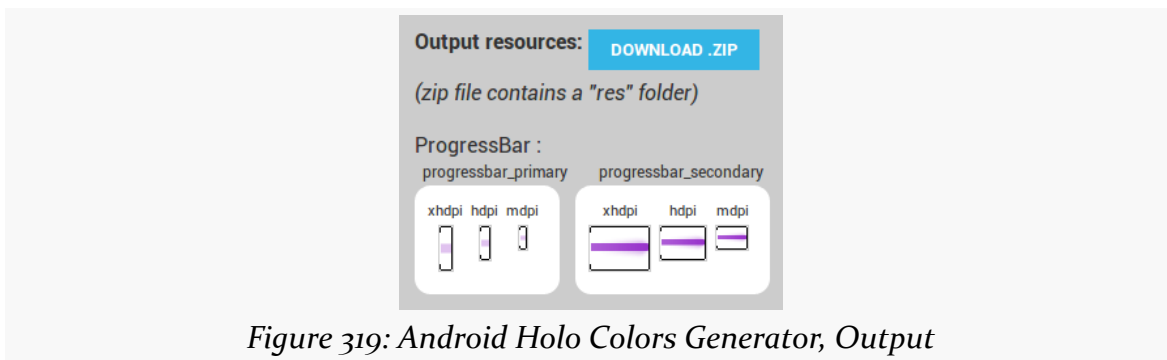 Output resources: DOWNLOAD .ZIP
(zip file contains a "res" folder)
ProgressBar :
progressbar_primary progressbar_secondary
xhdpi hdpi mdpi xhdpi hdpi mdpi
Figure 319: Android Holo Colors Generator, Output